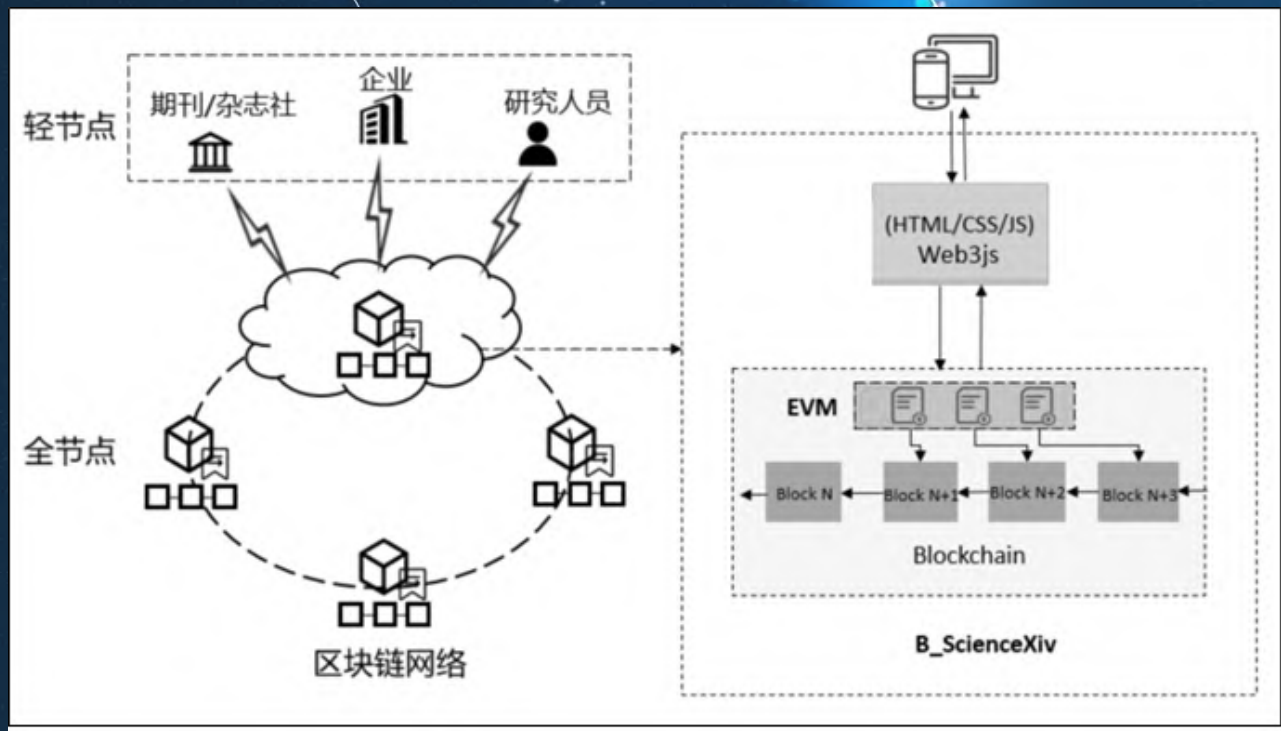 轻节点
期刊/杂志社
企业
研究人员
全节点
区块链网络
(HTML/CSS/JS)
Web3js
EVM
Block N
Block N+1
Block N+2
Block N+3
Blockchain
B_ScienceXiv